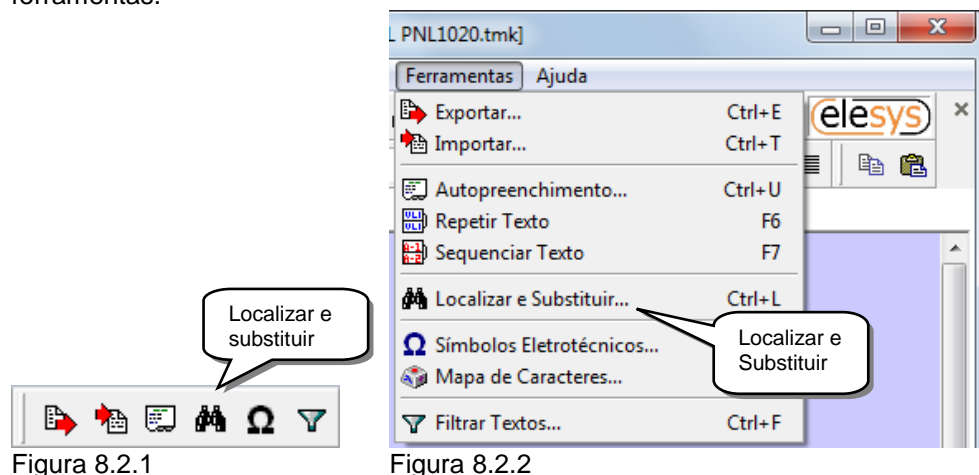 ferramentas.
L PNL1020.tmk]
Ferramentas Ajuda
Exportar... Ctrl+E
Importar... Ctrl+T
elesys
Autopreenchimento... Ctrl+U
Repetir Texto F6
Sequenciar Texto F7
Localizar e Substituir... Ctrl+L
Símbolos Eletrotécnicos...
Mapa de Caracteres...
Filtrar Textos... Ctrl+F
Localizar e
substituir
Localizar e
Substituir
Figura 8.2.1 Figura 8.2.2